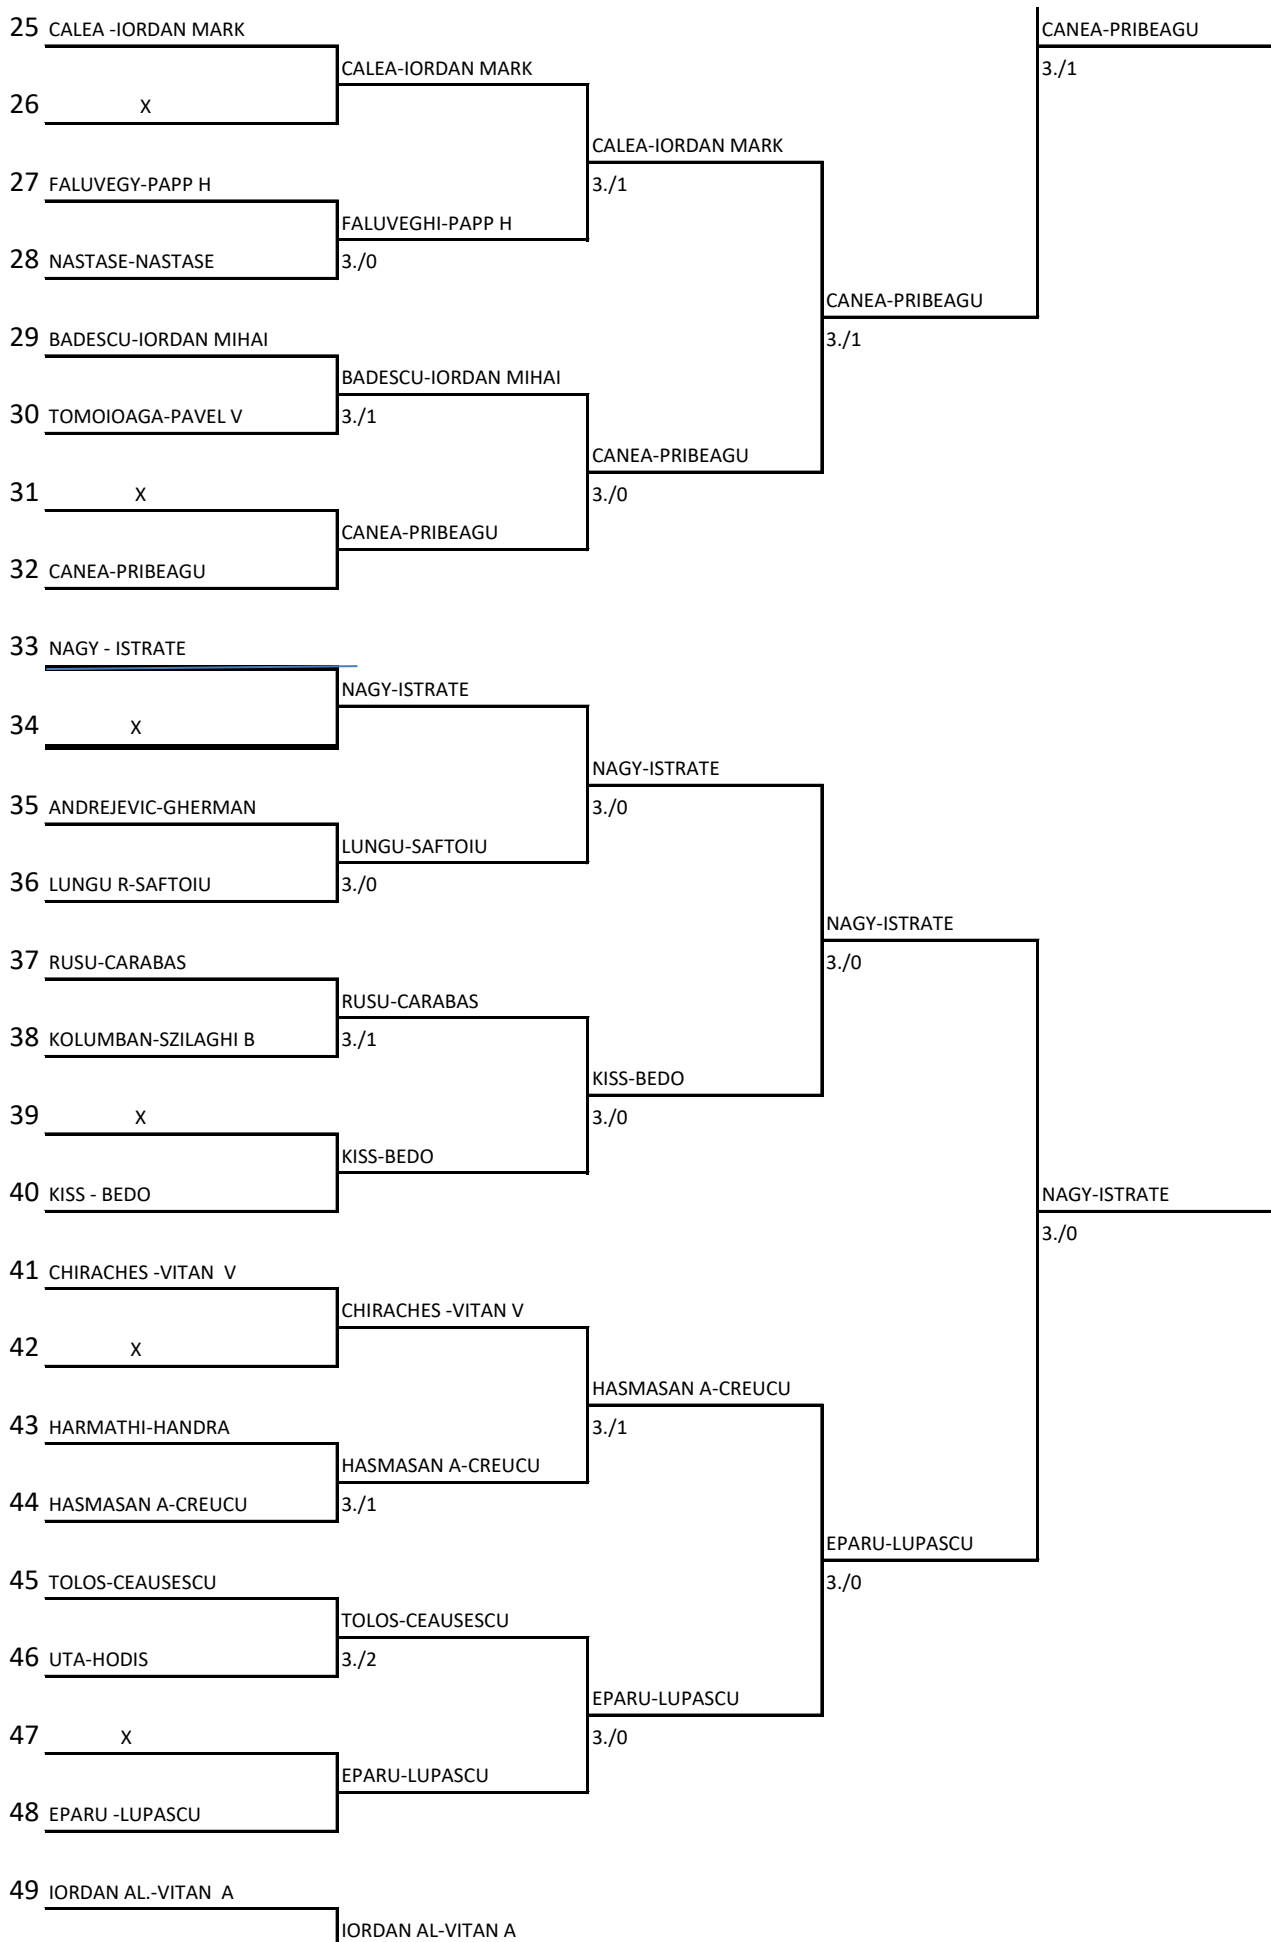 25 CALEA -IORDAN MARK
CANEA-PRIBEAGU
CALEA-IORDAN MARK
3./1
26 X
CALEA-IORDAN MARK
27 FALUVEGY-PAPP H
3./1
FALUVEGHI-PAPP H
28 NASTASE-NASTASE
3./0
CANEA-PRIBEAGU
29 BADESCU-IORDAN MIHAI
3./1
BADESCU-IORDAN MIHAI
30 TOMOIOAGA-PAVEL V
3./1
CANEA-PRIBEAGU
31 X
3./0
CANEA-PRIBEAGU
32 CANEA-PRIBEAGU
33 NAGY - ISTRATE
NAGY-ISTRATE
34 X
NAGY-ISTRATE
35 ANDREJEVIC-GHERMAN
3./0
LUNGU-SAFTOIU
36 LUNGU R-SAFTOIU
3./0
NAGY-ISTRATE
37 RUSU-CARABAS
3./0
RUSU-CARABAS
38 KOLUMBAN-SZILAGHI B
3./1
KISS-BEDO
39 X
3./0
KISS-BEDO
40 KISS - BEDO
NAGY-ISTRATE
3./0
41 CHIRACHES -VITAN  V
CHIRACHES -VITAN V
42 X
HASMASAN A-CREUCU
43 HARMATHI-HANDRA
3./1
HASMASAN A-CREUCU
44 HASMASAN A-CREUCU
3./1
EPARU-LUPASCU
45 TOLOS-CEAUSESCU
3./0
TOLOS-CEAUSESCU
46 UTA-HODIS
3./2
EPARU-LUPASCU
47 X
3./0
EPARU-LUPASCU
48 EPARU -LUPASCU
49 IORDAN AL.-VITAN  A
IORDAN AL-VITAN A